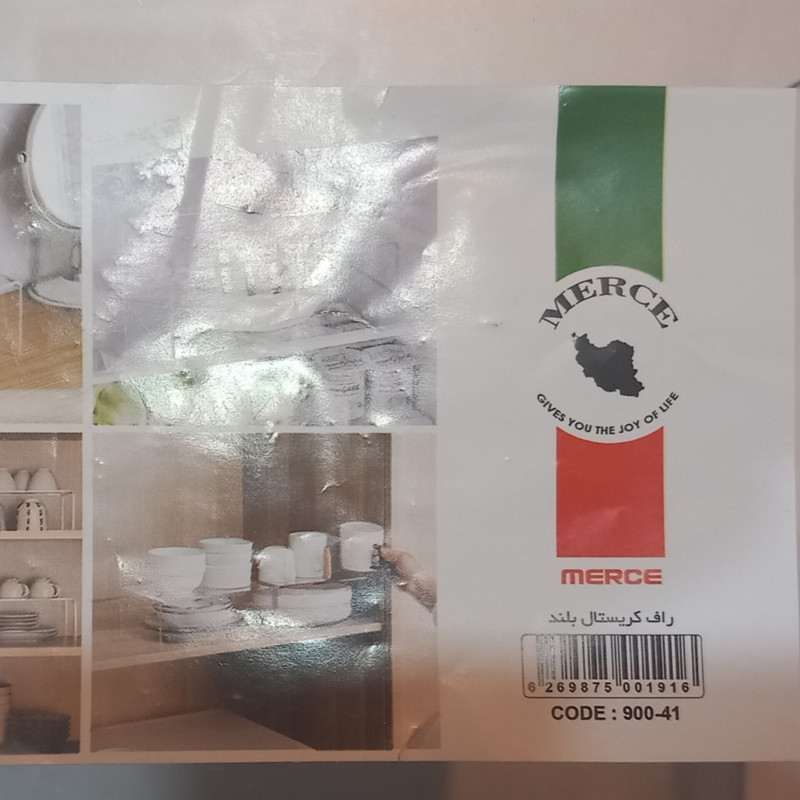 MERCE
GIVES YOU THE JOY OF LIFE
MERCE
راف کریستال بلند
6 269875 001916
CODE : 900-41